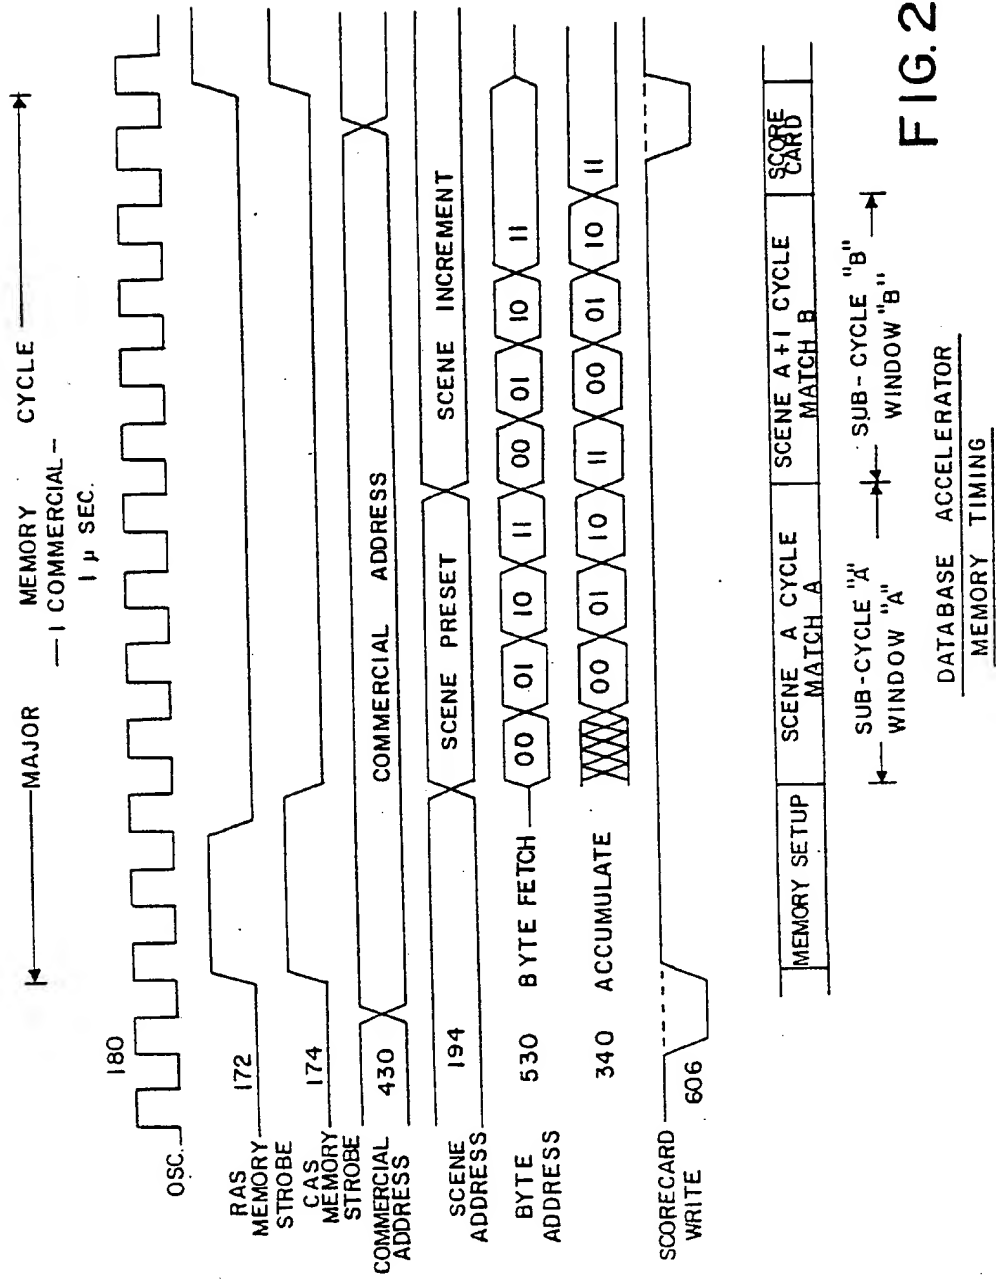 MAJOR MEMORY CYCLE
— 1 COMMERCIAL —
1 µ SEC.
OSC. 180
RAS
MEMORY
STROBE
172
CAS
MEMORY
STROBE
174
COMMERCIAL
ADDRESS
430
COMMERCIAL ADDRESS
SCENE
ADDRESS
194
SCENE PRESET
SCENE INCREMENT
BYTE
ADDRESS
530 BYTE FETCH
00 01 10 11 00 01 10 11
340 ACCUMULATE
00 01 10 11 00 01 10 11
SCORECARD
WRITE
606
MEMORY SETUP
SCENE A CYCLE
MATCH A
SCENE A+1 CYCLE
MATCH B
SCORE
CARD
SUB-CYCLE "A"
WINDOW "A"
SUB-CYCLE "B"
WINDOW "B"
DATABASE ACCELERATOR
MEMORY TIMING
FIG. 2